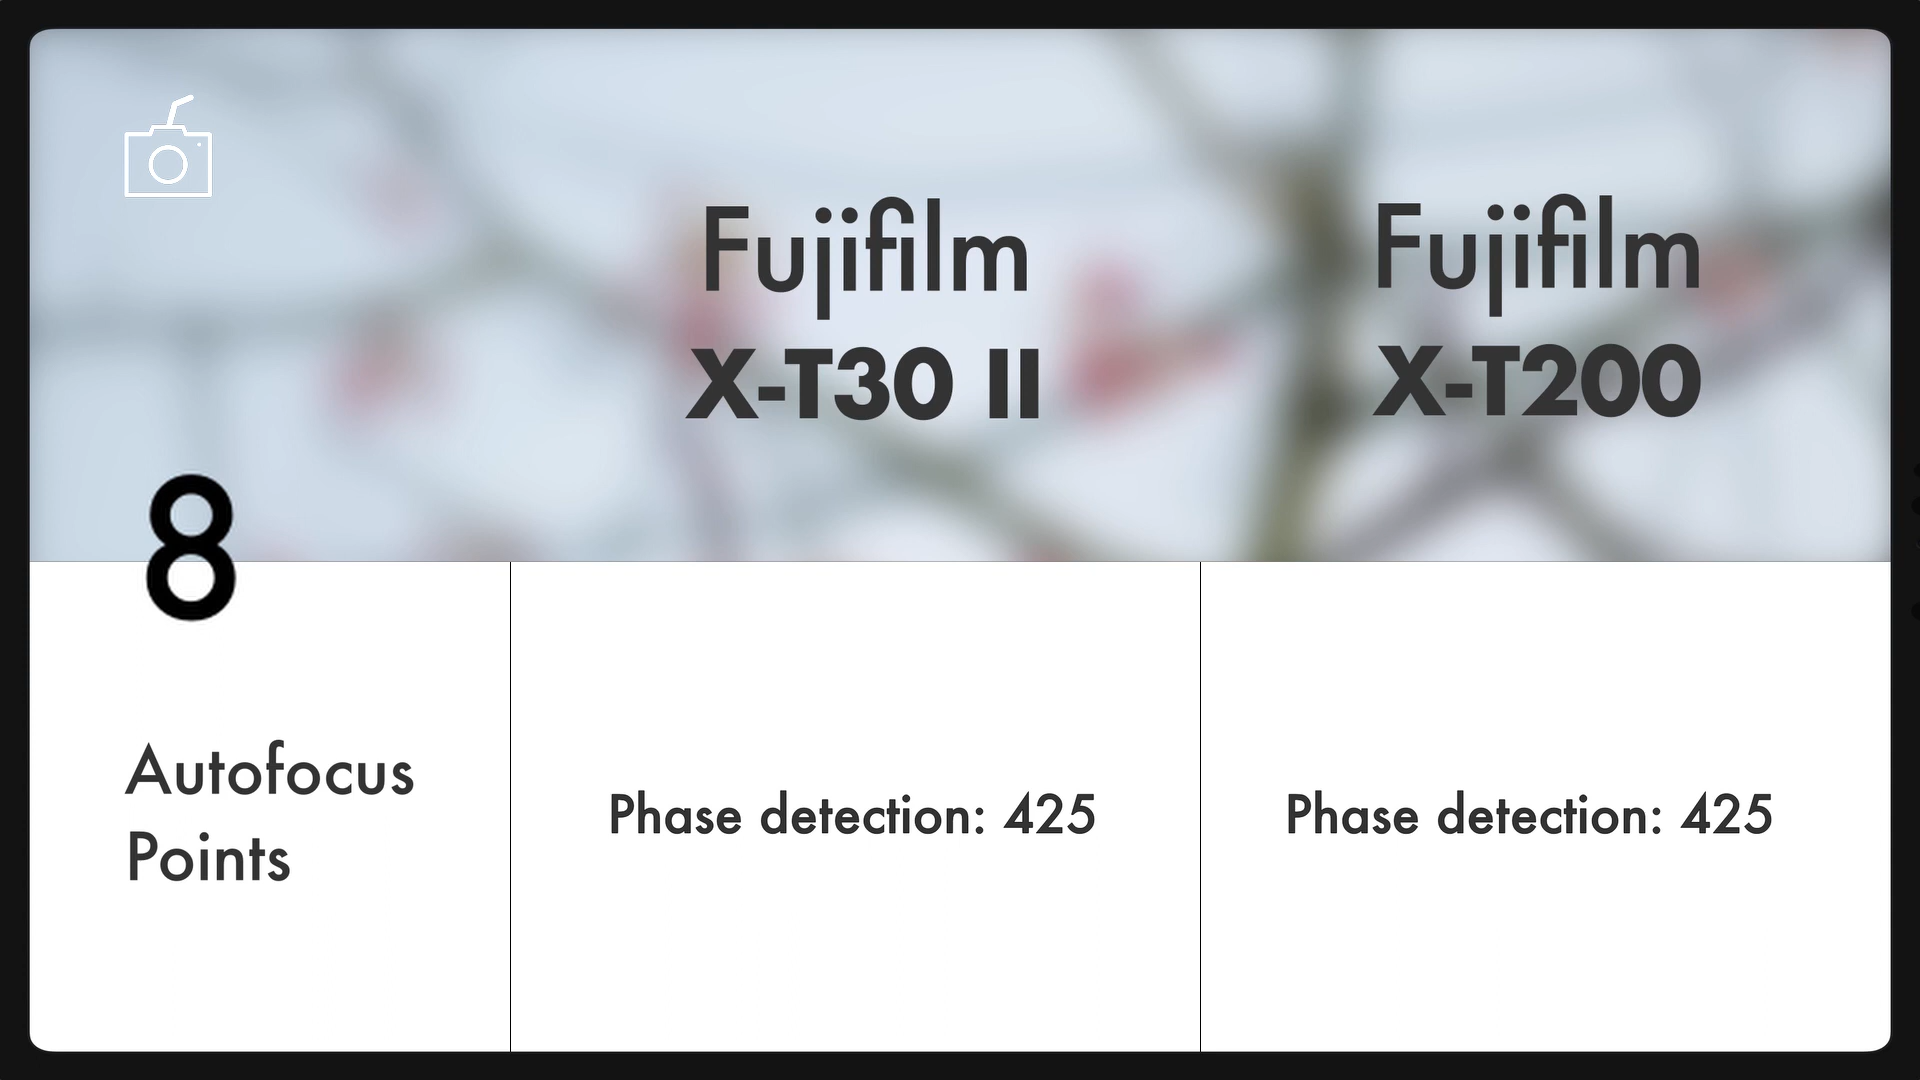 Fujifilm
X-T30 II
Fujifilm
X-T200
8
Autofocus
Points
Phase detection: 425
Phase detection: 425